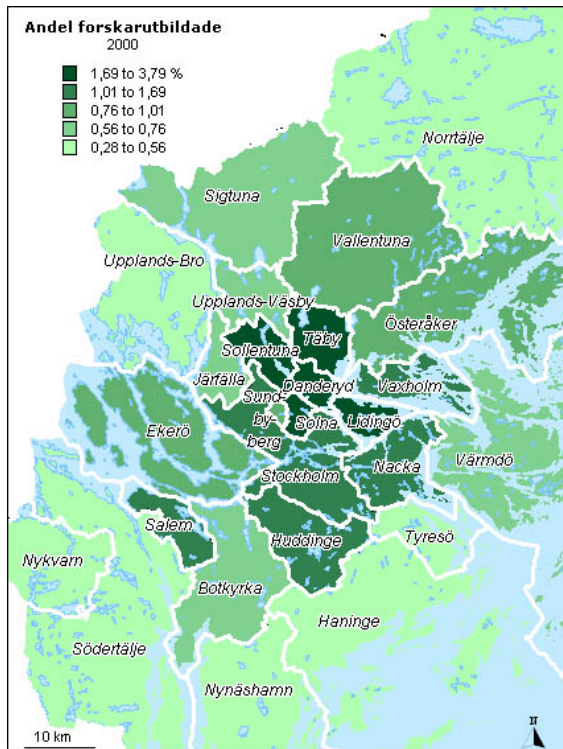 Andel forskarutbildade
2000
1,69 to 3,79 %
1,01 to 1,69
0,76 to 1,01
0,56 to 0,76
0,28 to 0,56
Norrtälje
Sigtuna
Vallentuna
Upplands-Bro
Upplands-Väsby
Österåker
Täby
Sollentuna
Järfälla
Danderyd
Vaxholm
Sund-
by-
berg
Solna
Lidingö
Ekerö
Nacka
Värmdö
Stockholm
Salem
Huddinge
Tyresö
Nykvarn
Botkyrka
Haninge
Södertälje
Nynäshamn
10 km
N